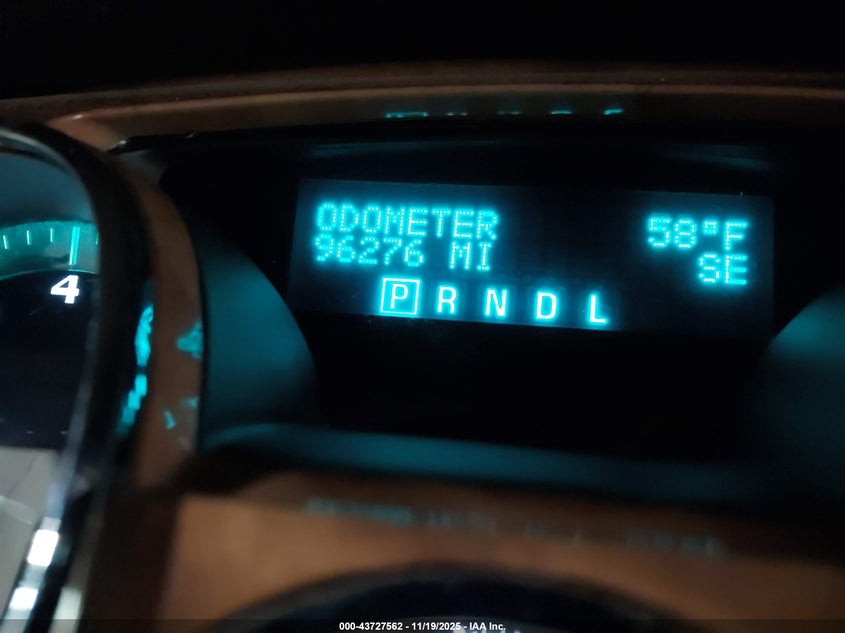 ODOMETER 58°F
96276 MI SE
P R N D L
4
000-43727562 - 11/19/2025 - IAA Inc.